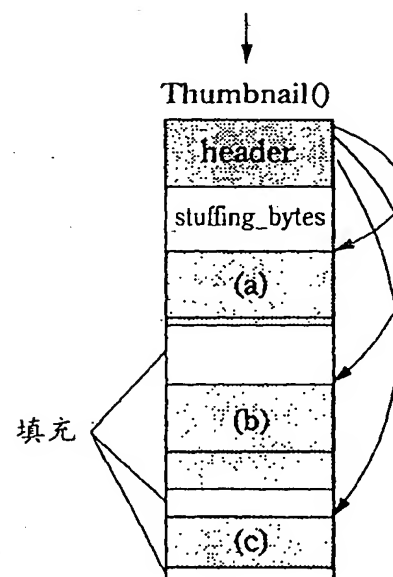 Thumbnail()
header
stuffing_bytes
(a)
填充
(b)
(c)